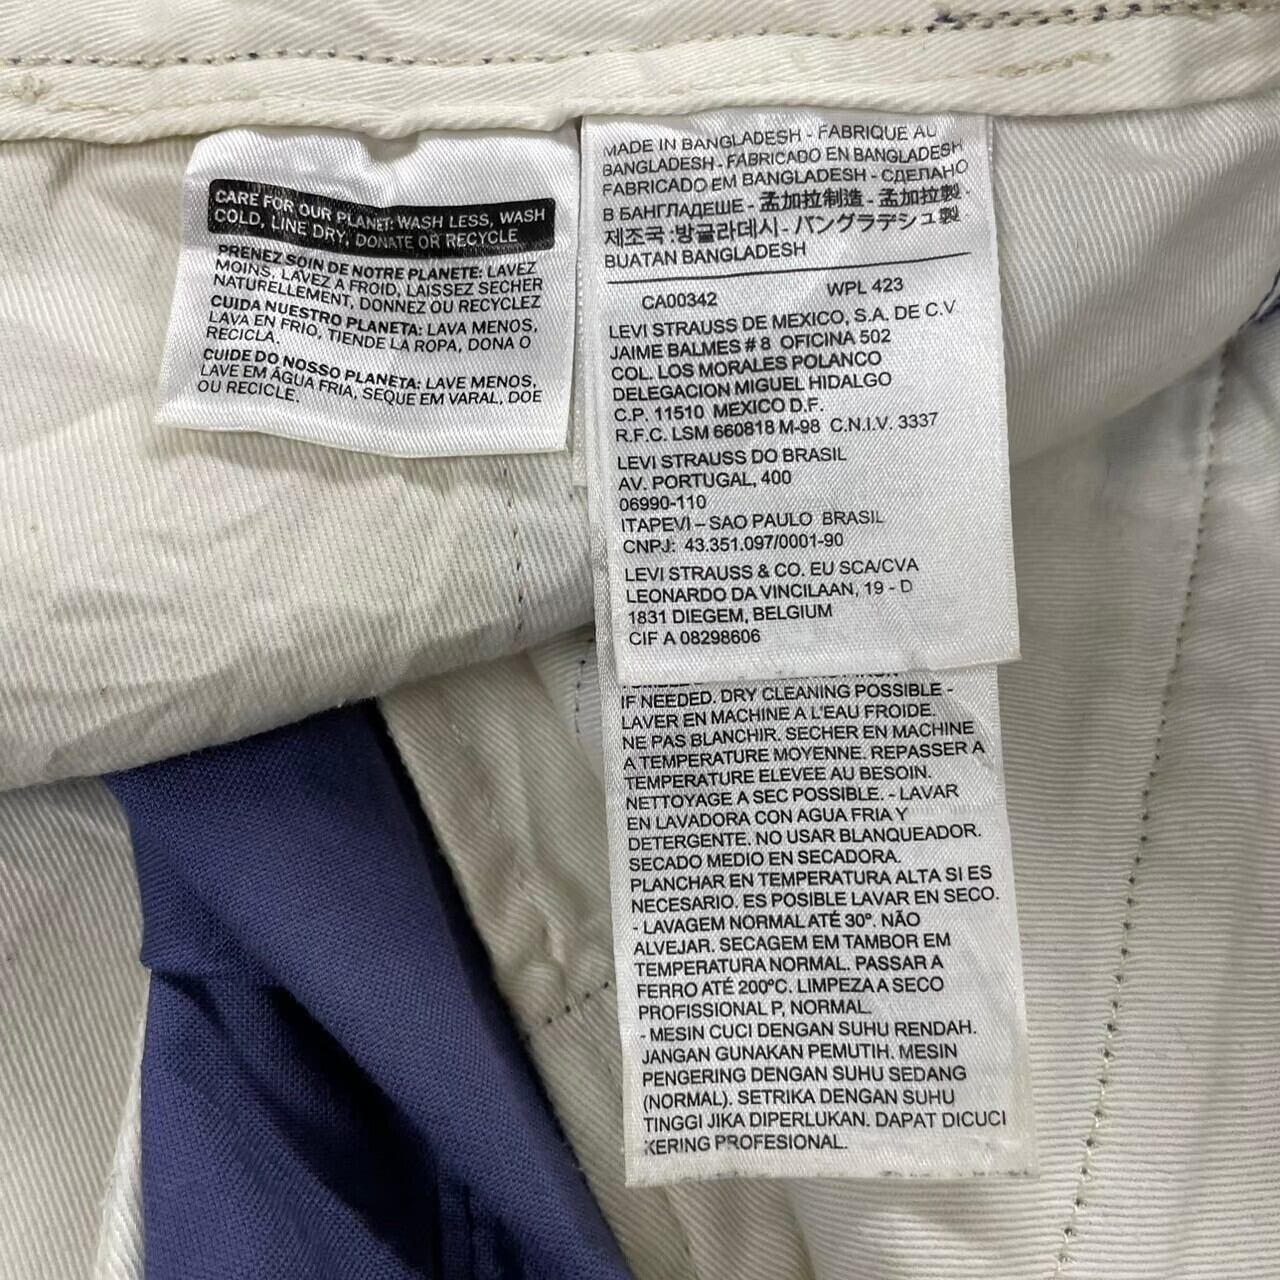 CARE FOR OUR PLANET: WASH LESS, WASH
COLD, LINE DRY, DONATE OR RECYCLE
PRENEZ SOIN DE NOTRE PLANETE: LAVEZ
MOINS, LAVEZ A FROID, LAISSEZ SECHER
NATURELLEMENT, DONNEZ OU RECYCLEZ
CUIDA NUESTRO PLANETA: LAVA MENOS,
LAVA EN FRIO, TIENDE LA ROPA, DONA O
RECICLA.
CUIDE DO NOSSO PLANETA: LAVE MENOS,
LAVE EM ÁGUA FRIA, SEQUE EM VARAL, DOE
OU RECICLE.
MADE IN BANGLADESH - FABRIQUE AU
BANGLADESH - FABRICADO EN BANGLADESH
FABRICADO EM BANGLADESH - СДЕЛАНО
В БАНГЛАДЕШЕ - 孟加拉制造 - 孟加拉製 -
제조국 :방글라데시 - バングラデシュ製 -
BUATAN BANGLADESH
CA00342 WPL 423
LEVI STRAUSS DE MEXICO, S.A. DE C.V
JAIME BALMES # 8 OFICINA 502
COL. LOS MORALES POLANCO
DELEGACION MIGUEL HIDALGO
C.P. 11510 MEXICO D.F.
R.F.C. LSM 660818 M-98 C.N.I.V. 3337
LEVI STRAUSS DO BRASIL
AV. PORTUGAL, 400
06990-110
ITAPEVI – SAO PAULO BRASIL
CNPJ: 43.351.097/0001-90
LEVI STRAUSS & CO. EU SCA/CVA
LEONARDO DA VINCILAAN, 19 - D
1831 DIEGEM, BELGIUM
CIF A 08298606
IF NEEDED. DRY CLEANING POSSIBLE -
LAVER EN MACHINE A L'EAU FROIDE.
NE PAS BLANCHIR. SECHER EN MACHINE
A TEMPERATURE MOYENNE. REPASSER A
TEMPERATURE ELEVEE AU BESOIN.
NETTOYAGE A SEC POSSIBLE. - LAVAR
EN LAVADORA CON AGUA FRIA Y
DETERGENTE. NO USAR BLANQUEADOR.
SECADO MEDIO EN SECADORA.
PLANCHAR EN TEMPERATURA ALTA SI ES
NECESARIO. ES POSIBLE LAVAR EN SECO.
- LAVAGEM NORMAL ATÉ 30º. NÃO
ALVEJAR. SECAGEM EM TAMBOR EM
TEMPERATURA NORMAL. PASSAR A
FERRO ATÉ 200ºC. LIMPEZA A SECO
PROFISSIONAL P, NORMAL.
- MESIN CUCI DENGAN SUHU RENDAH.
JANGAN GUNAKAN PEMUTIH. MESIN
PENGERING DENGAN SUHU SEDANG
(NORMAL). SETRIKA DENGAN SUHU
TINGGI JIKA DIPERLUKAN. DAPAT DICUCI
KERING PROFESIONAL.